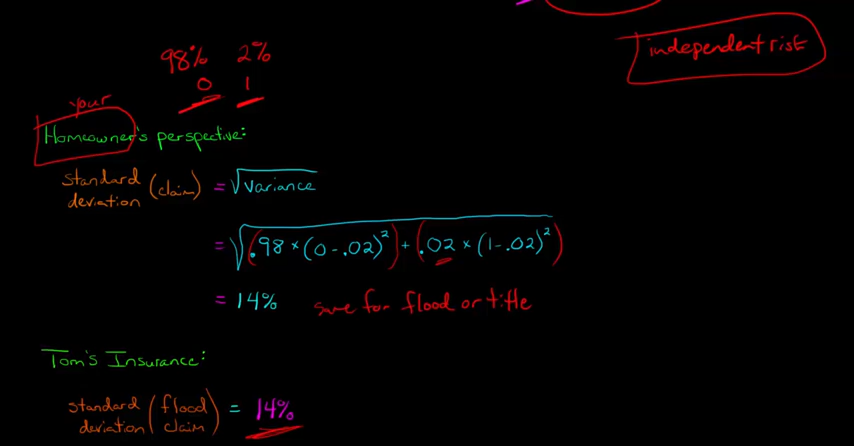 independent risk
98% 2%
0 1
your
Homeowner's perspective:
standard deviation (claim) = √variance
= √(.98 × (0 - .02)²) + (.02 × (1 - .02)²)
= 14% same for flood or title
Tom's Insurance:
standard deviation (flood claim) = 14%